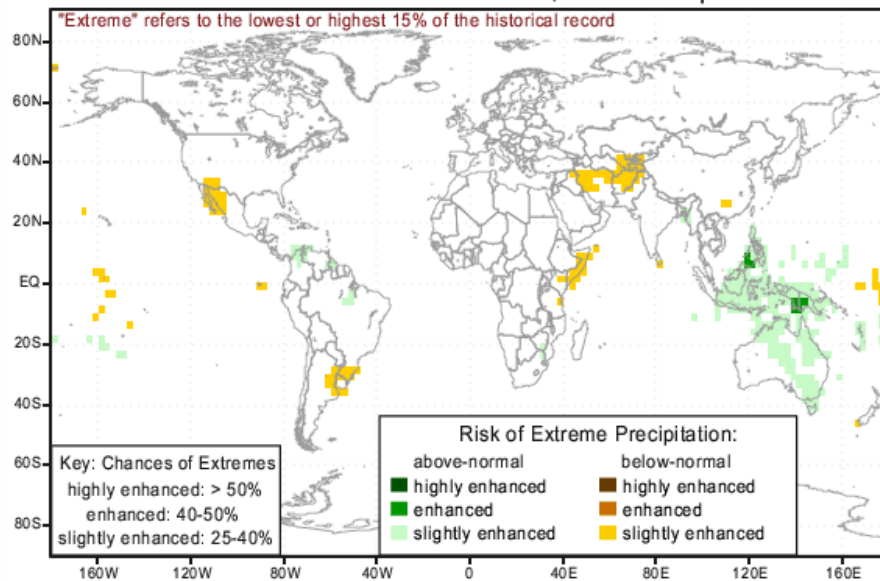 "Extreme" refers to the lowest or highest 15% of the historical record
80N
60N
40N
20N
EQ
20S
40S
60S
80S
Key: Chances of Extremes
highly enhanced: > 50%
enhanced: 40-50%
slightly enhanced: 25-40%
Risk of Extreme Precipitation:
above-normal below-normal
highly enhanced highly enhanced
enhanced enhanced
slightly enhanced slightly enhanced
160W 120W 80W 40W 0 40E 80E 120E 160E